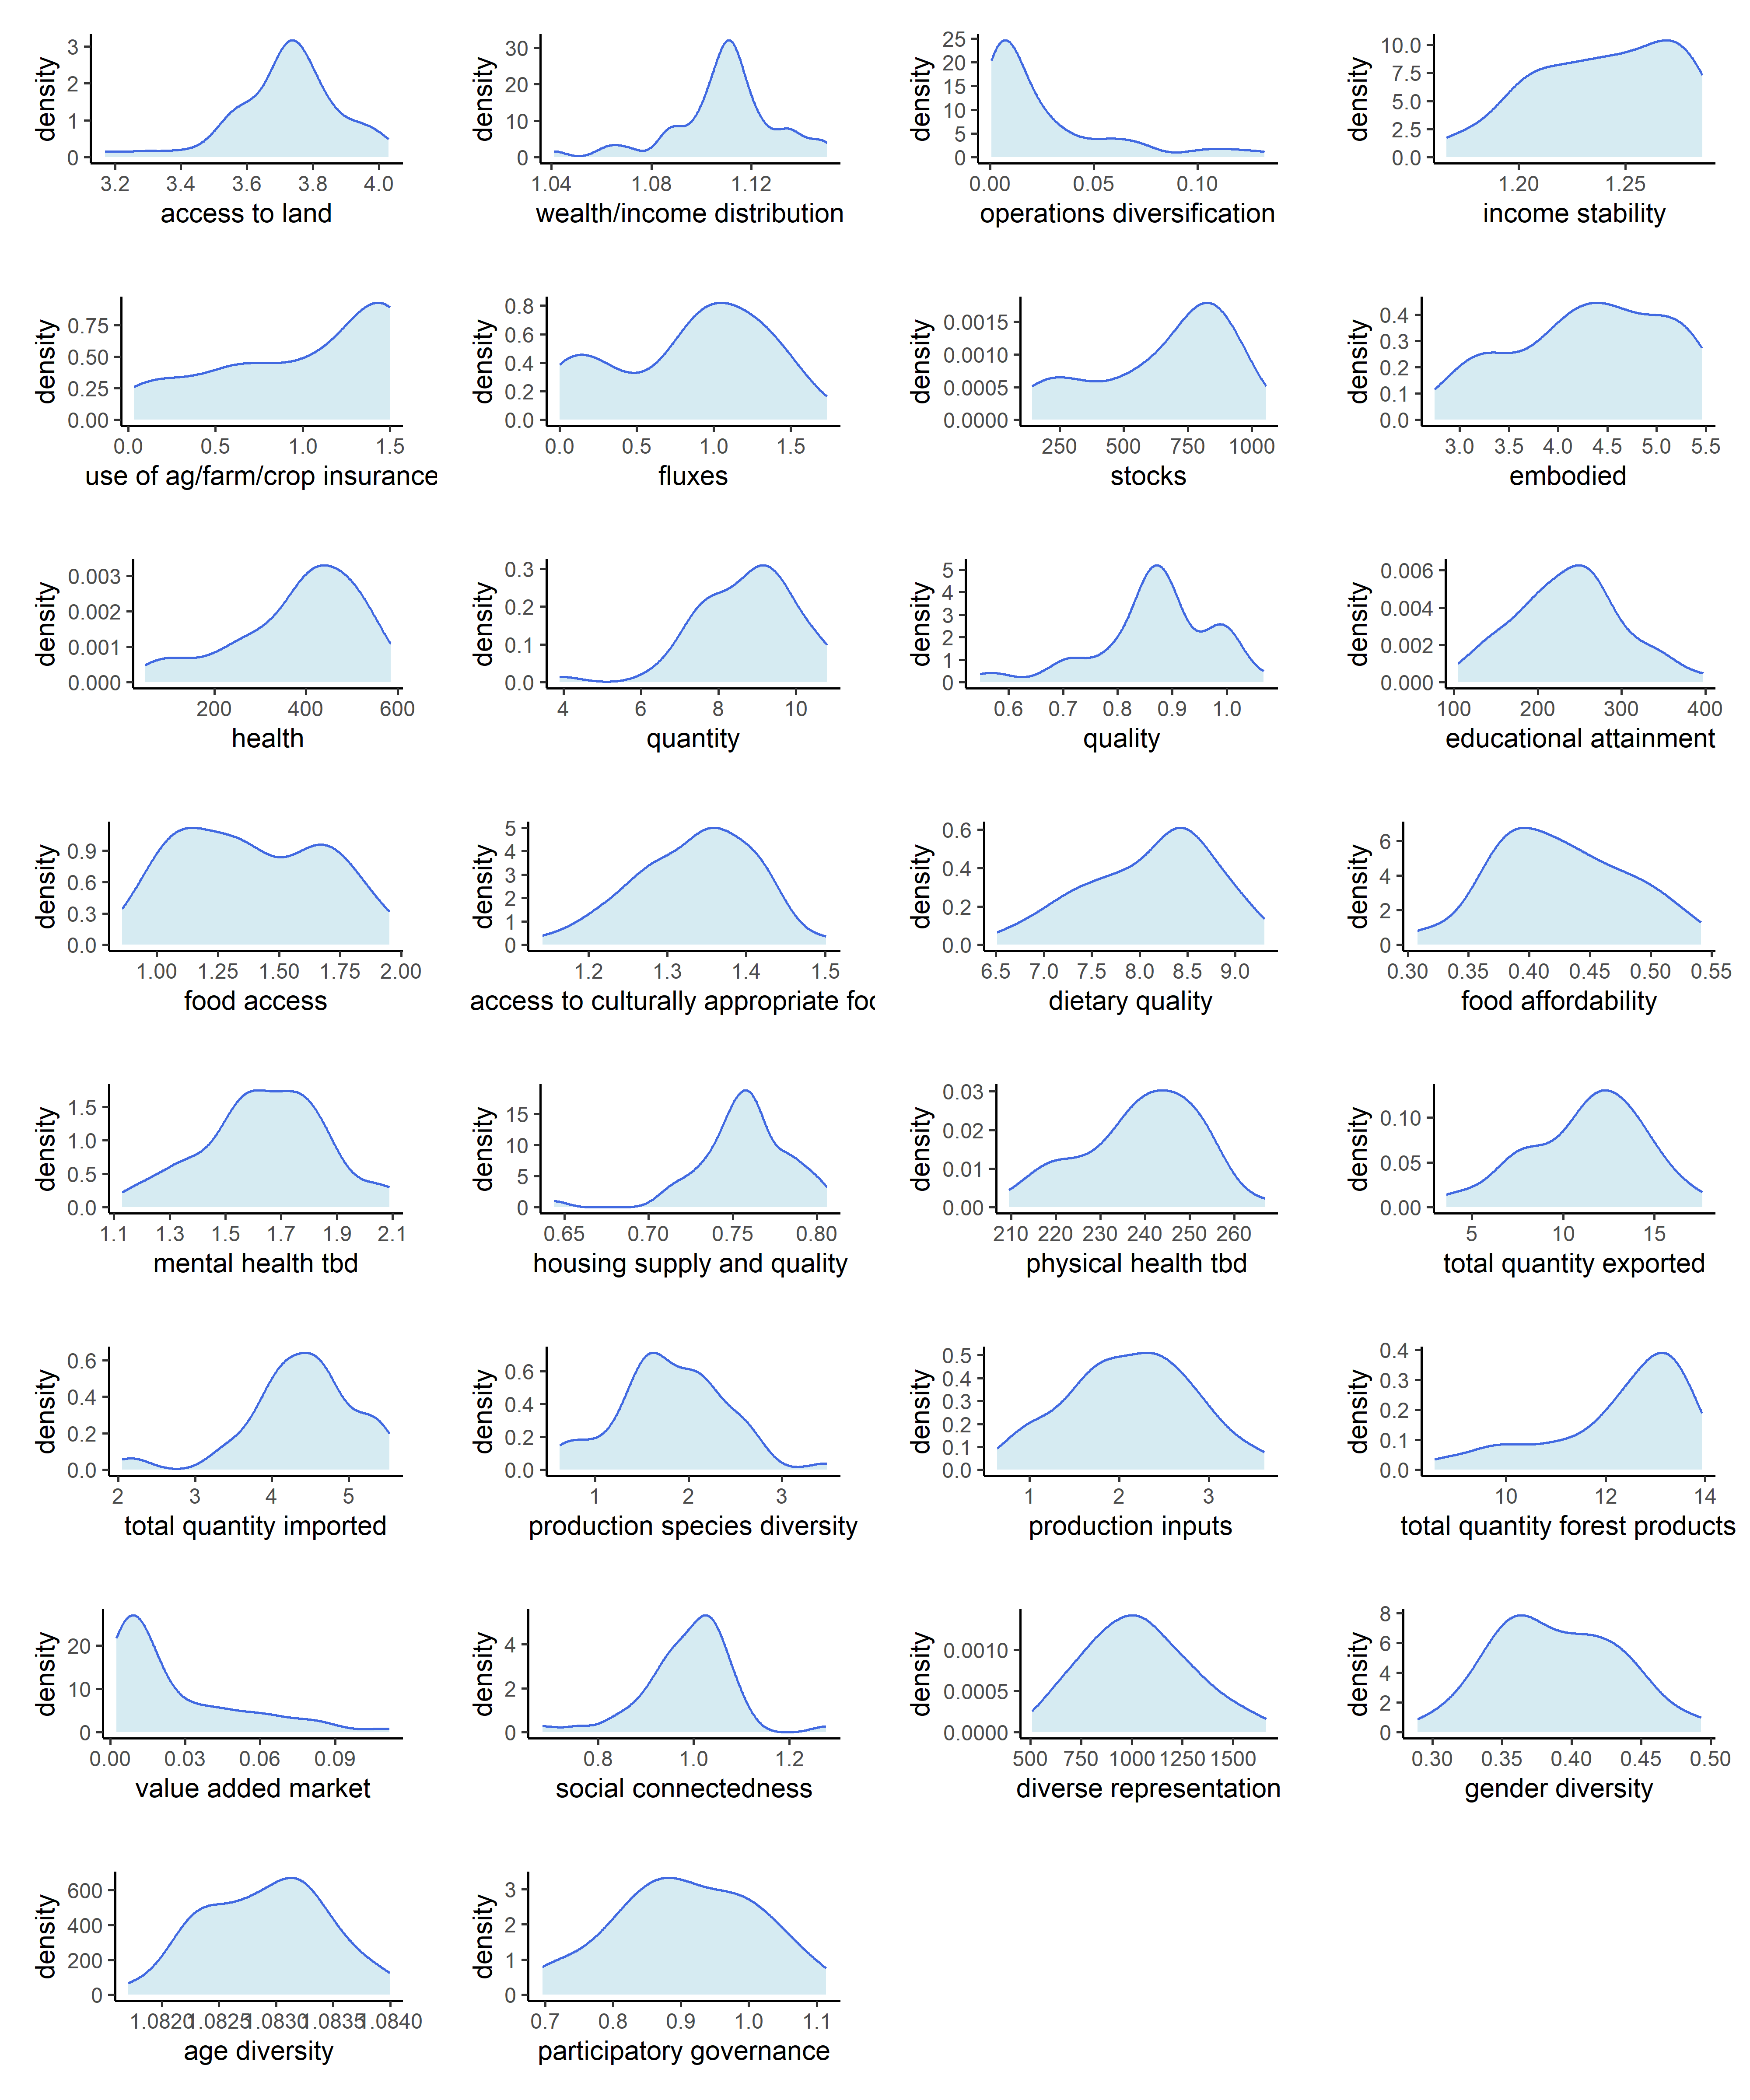 density
3
2
1
0
3.2 3.4 3.6 3.8 4.0
access to land
density
30
20
10
0
1.04 1.08 1.12
wealth/income distribution
density
25
20
15
10
5
0
0.00 0.05 0.10
operations diversification
density
10.0
7.5
5.0
2.5
0.0
1.20 1.25
income stability
density
0.75
0.50
0.25
0.00
0.0 0.5 1.0 1.5
use of ag/farm/crop insurance
density
0.8
0.6
0.4
0.2
0.0
0.0 0.5 1.0 1.5
fluxes
density
0.0015
0.0010
0.0005
0.0000
250 500 750 1000
stocks
density
0.4
0.3
0.2
0.1
0.0
3.0 3.5 4.0 4.5 5.0 5.5
embodied
density
0.003
0.002
0.001
0.000
200 400 600
health
density
0.3
0.2
0.1
0.0
4 6 8 10
quantity
density
5
4
3
2
1
0
0.6 0.7 0.8 0.9 1.0
quality
density
0.006
0.004
0.002
0.000
100 200 300 400
educational attainment
density
0.9
0.6
0.3
0.0
1.00 1.25 1.50 1.75 2.00
food access
density
5
4
3
2
1
0
1.2 1.3 1.4 1.5
access to culturally appropriate foo
density
0.6
0.4
0.2
0.0
6.5 7.0 7.5 8.0 8.5 9.0
dietary quality
density
6
4
2
0
0.30 0.35 0.40 0.45 0.50 0.55
food affordability
density
1.5
1.0
0.5
0.0
1.1 1.3 1.5 1.7 1.9 2.1
mental health tbd
density
15
10
5
0
0.65 0.70 0.75 0.80
housing supply and quality
density
0.03
0.02
0.01
0.00
210 220 230 240 250 260
physical health tbd
density
0.10
0.05
0.00
5 10 15
total quantity exported
density
0.6
0.4
0.2
0.0
2 3 4 5
total quantity imported
density
0.6
0.4
0.2
0.0
1 2 3
production species diversity
density
0.5
0.4
0.3
0.2
0.1
0.0
1 2 3
production inputs
density
0.4
0.3
0.2
0.1
0.0
10 12 14
total quantity forest products
density
20
10
0
0.00 0.03 0.06 0.09
value added market
density
4
2
0
0.8 1.0 1.2
social connectedness
density
0.0010
0.0005
0.0000
500 750 1000 1250 1500
diverse representation
density
8
6
4
2
0
0.30 0.35 0.40 0.45 0.50
gender diversity
density
600
400
200
0
1.0820 1.0825 1.0830 1.0835 1.0840
age diversity
density
3
2
1
0
0.7 0.8 0.9 1.0 1.1
participatory governance